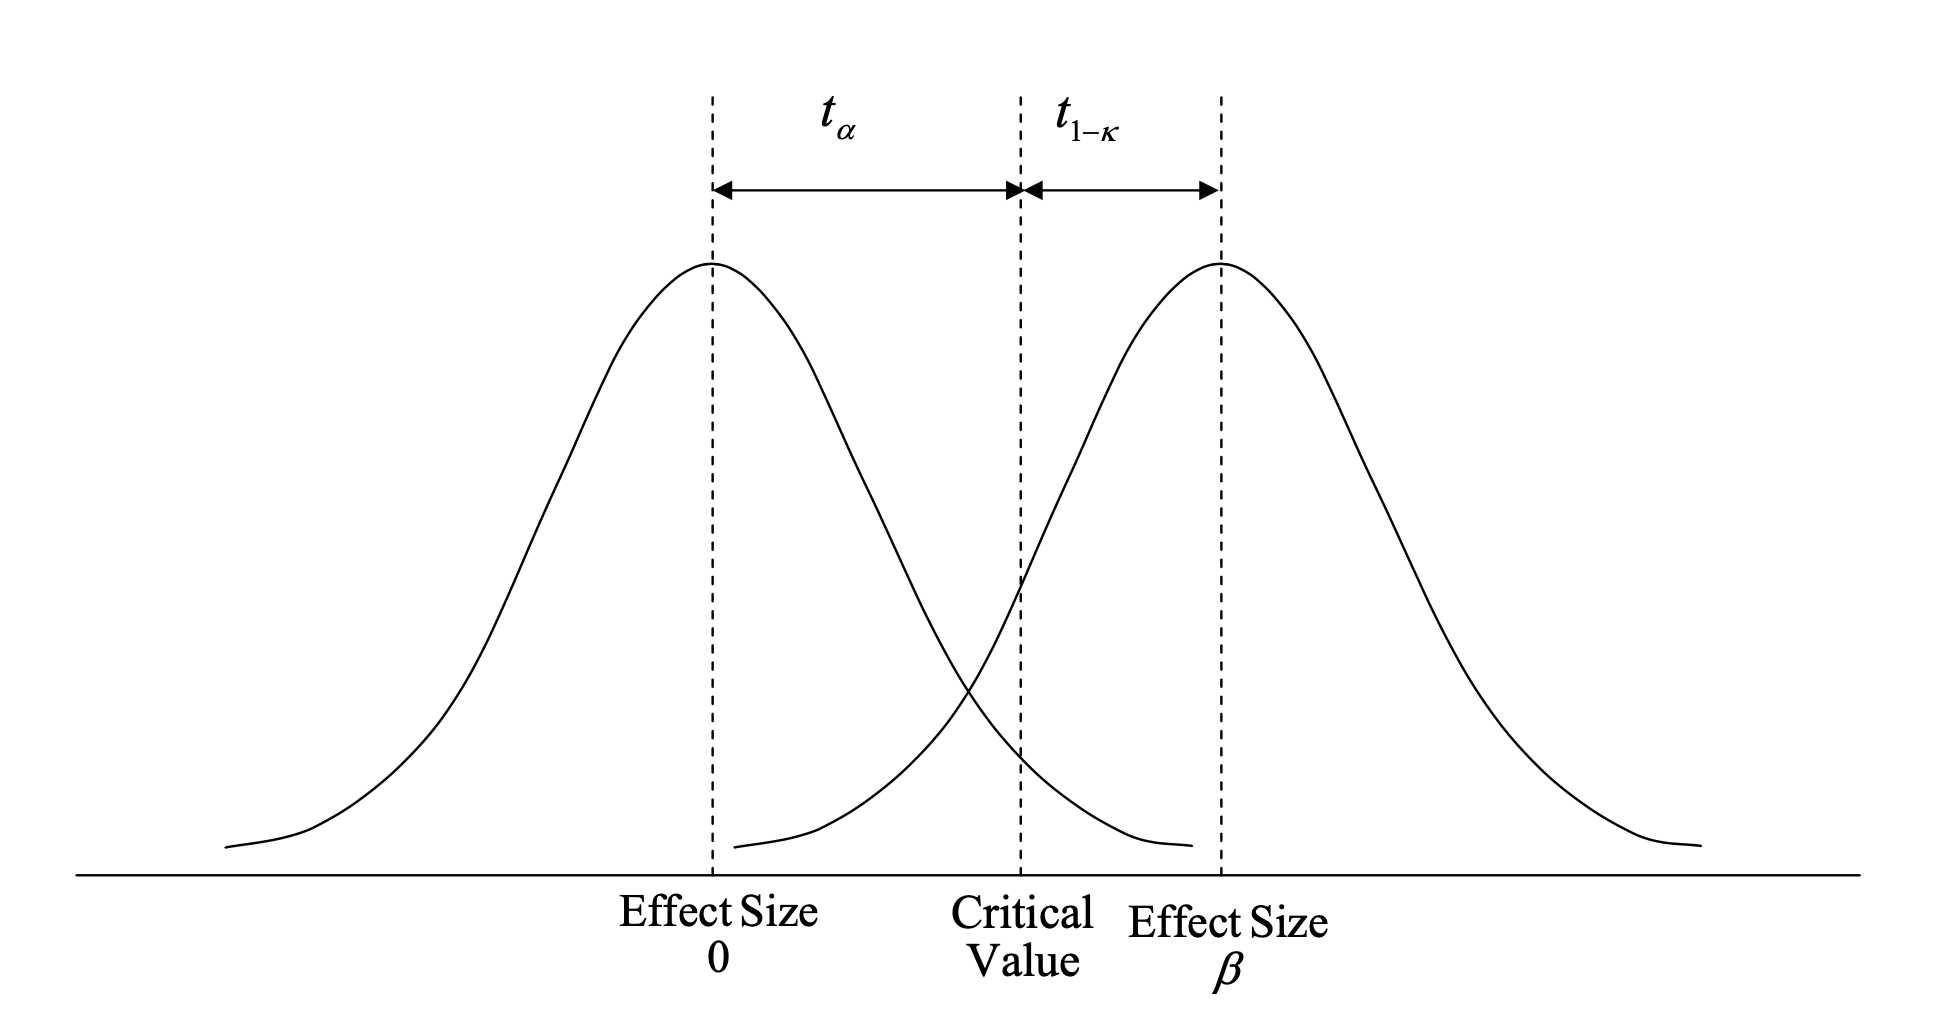 t_α t_{1−κ}
Effect Size Critical Effect Size
0 Value β